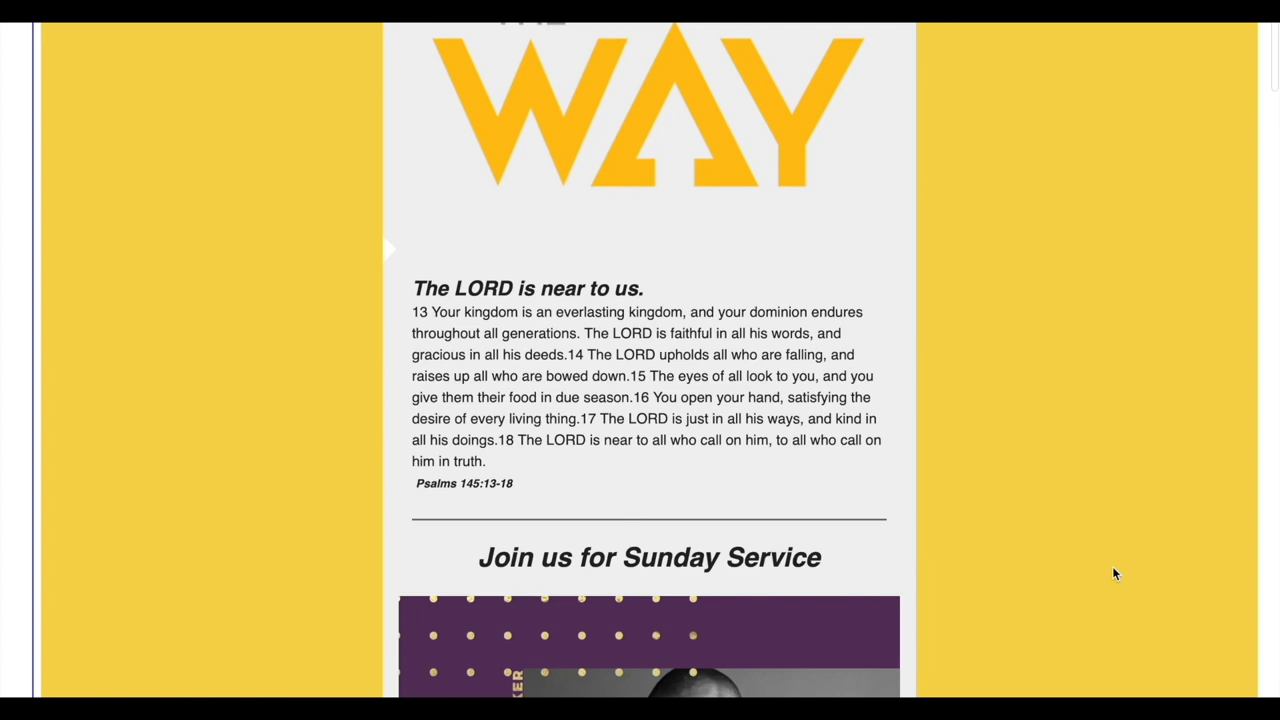 WAY
The LORD is near to us.
13 Your kingdom is an everlasting kingdom, and your dominion endures
throughout all generations. The LORD is faithful in all his words, and
gracious in all his deeds.14 The LORD upholds all who are falling, and
raises up all who are bowed down.15 The eyes of all look to you, and you
give them their food in due season.16 You open your hand, satisfying the
desire of every living thing.17 The LORD is just in all his ways, and kind in
all his doings.18 The LORD is near to all who call on him, to all who call on
him in truth.
Psalms 145:13-18
Join us for Sunday Service